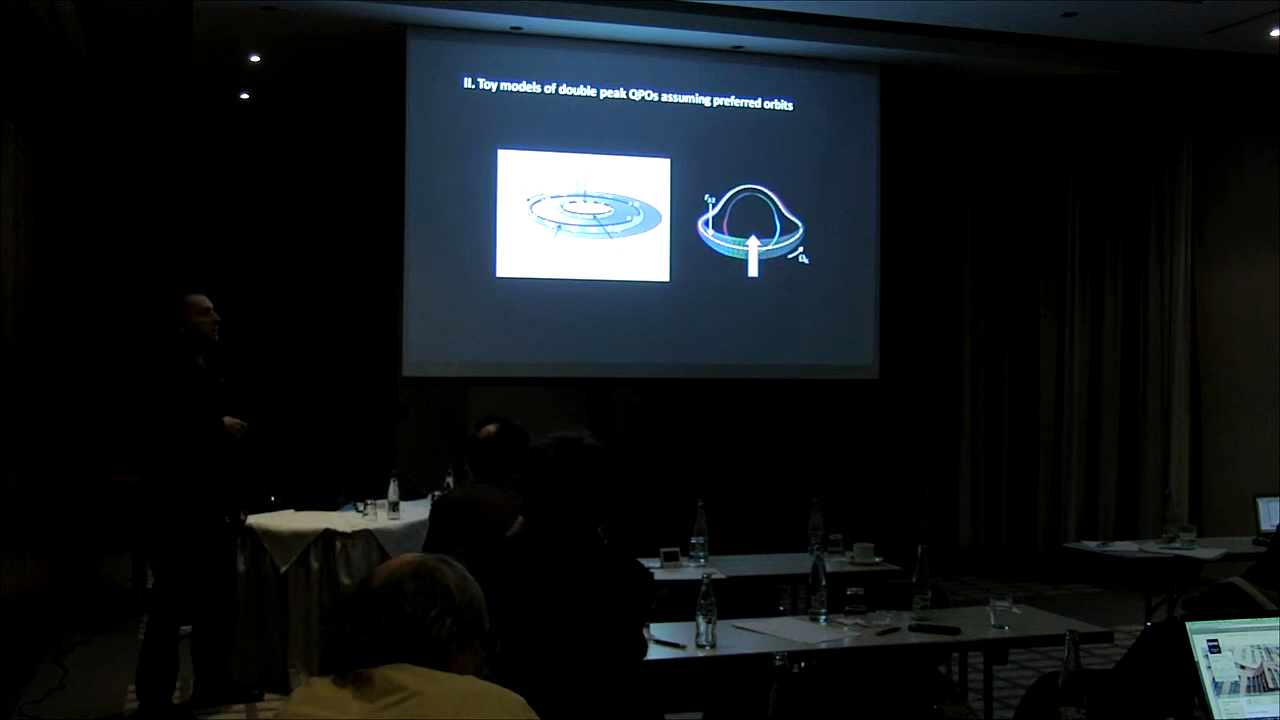 II. Toy models of double peak QPOs assuming preferred orbits